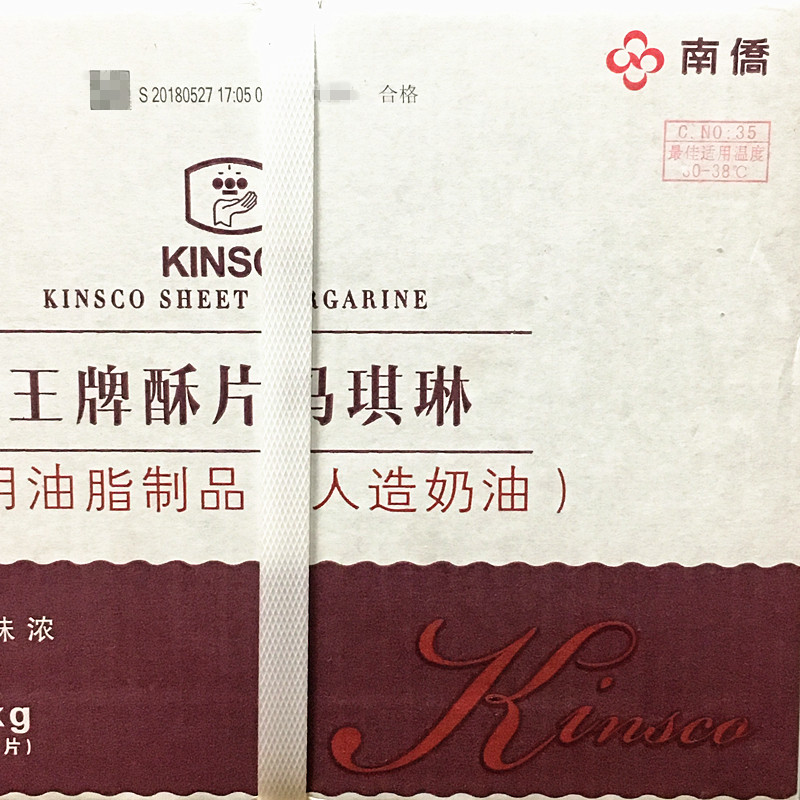 南僑
S 20180527 17:05 0 合格
C.NO:35
最佳适用温度
0-38℃
KINSC
KINSCO SHEET RGARINE
王牌酥片玛琪琳
用油脂制品 人造奶油）
味浓
kg
片）
Kinsco